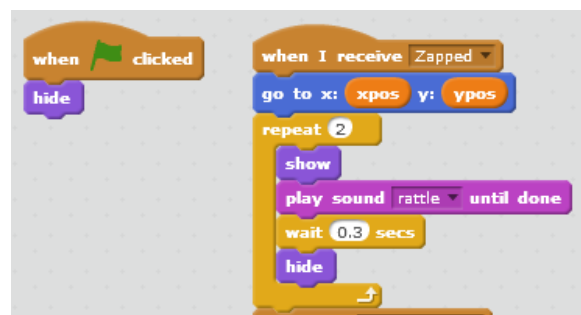 when clicked
hide
when I receive Zapped
go to x: xpos y: ypos
repeat 2
show
play sound rattle until done
wait 0.3 secs
hide